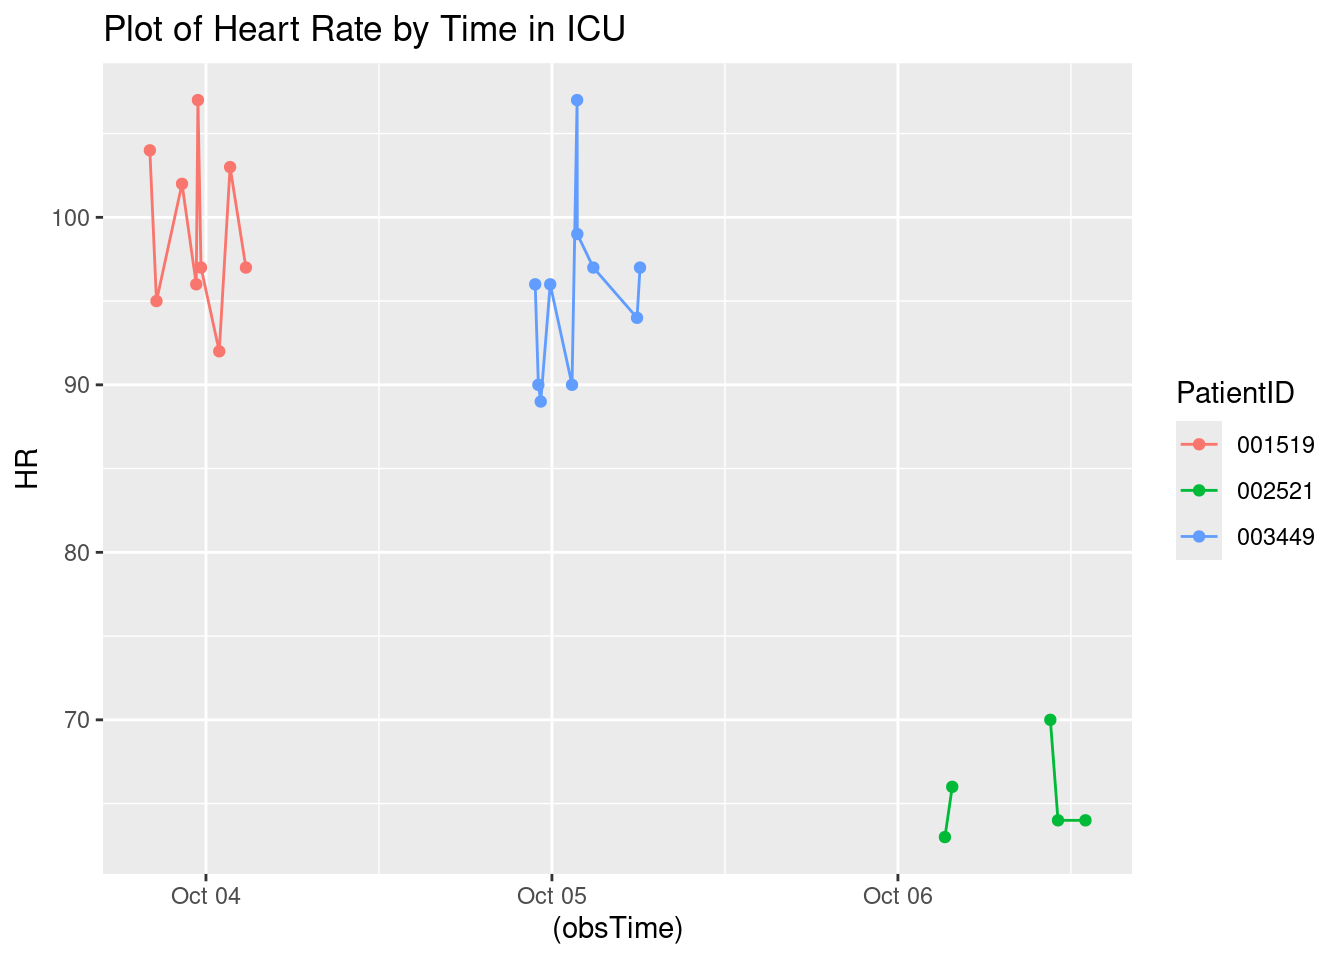 Plot of Heart Rate by Time in ICU
HR
100
90
80
70
Oct 04
Oct 05
Oct 06
(obsTime)
PatientID
001519
002521
003449